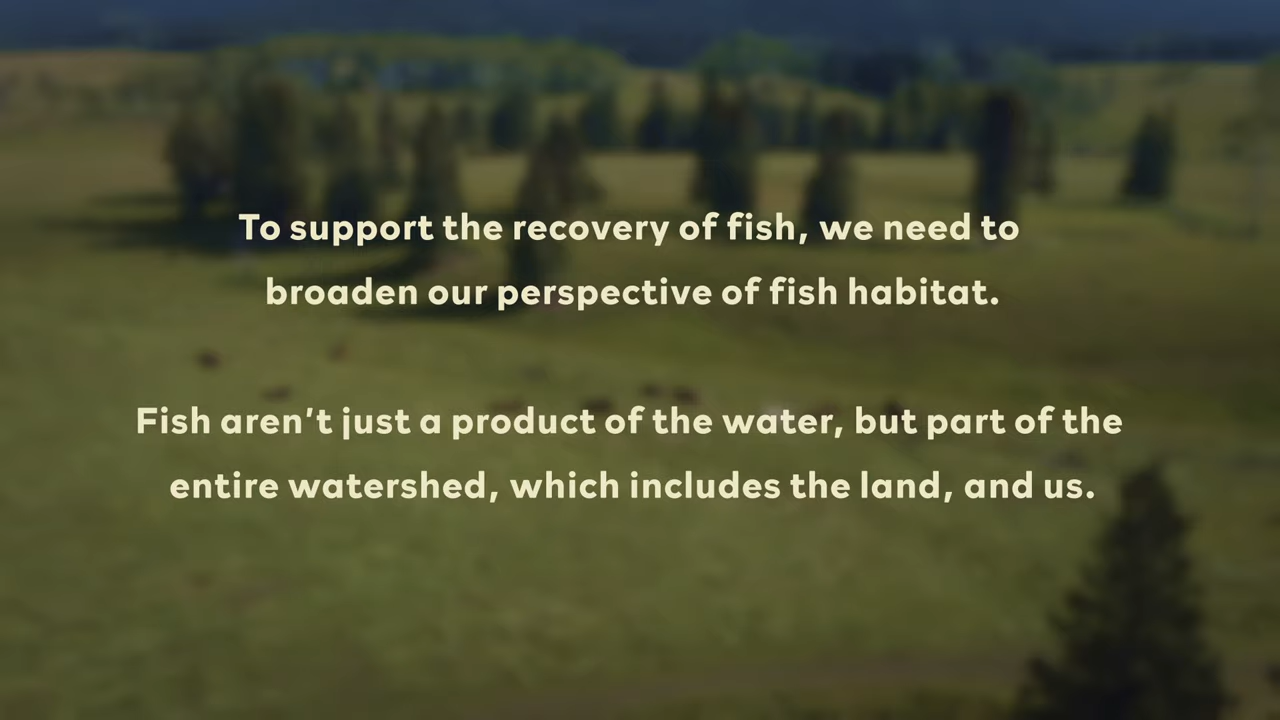 To support the recovery of fish, we need to
broaden our perspective of fish habitat.
Fish aren’t just a product of the water, but part of the
entire watershed, which includes the land, and us.